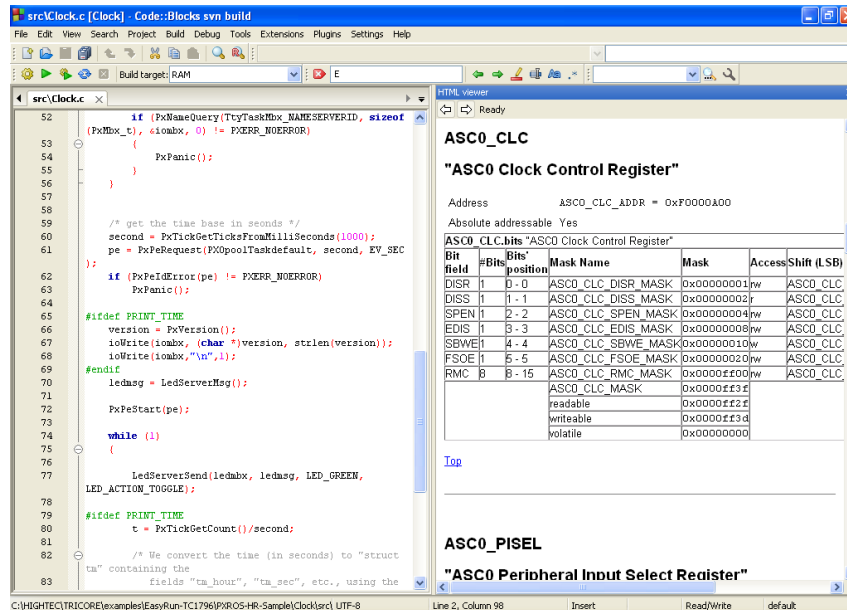 src\Clock.c [Clock] - Code::Blocks svn build
File Edit View Search Project Build Debug Tools Extensions Plugins Settings Help
Build target: RAM E
src\Clock.c
52 if (PxNameQuery(TtyTaskMbx_NAMESERVERID, sizeof
(PxMbx_t), &iombx, 0) != PXERR_NOERROR)
53 {
54 PxPanic();
55 }
56 }
57
58
59 /* get the time base in seonds */
60 second = PxTickGetTicksFromMilliSeconds(1000);
61 pe = PxPeRequest(PXOpoolTaskdefault, second, EV_SEC
);
62 if (PxPeIdError(pe) != PXERR_NOERROR)
63 PxPanic();
64
65 #ifdef PRINT_TIME
66 version = PxVersion();
67 ioWrite(iombx, (char *)version, strlen(version));
68 ioWrite(iombx,"\n",1);
69 #endif
70 ledmsg = LedServerMsg();
71
72 PxPeStart(pe);
73
74 while (1)
75 {
76
77 LedServerSend(ledmbx, ledmsg, LED_GREEN,
LED_ACTION_TOGGLE);
78
79 #ifdef PRINT_TIME
80 t = PxTickGetCount()/second;
81
82 /* We convert the time (in seconds) to "struct
tm" containing the
83 fields "tm_hour", "tm_sec", etc., using the
HTML viewer
Ready
ASC0_CLC
"ASC0 Clock Control Register"
Address ASC0_CLC_ADDR = 0xF0000A00
Absolute addressable Yes
ASC0_CLC.bits "ASC0 Clock Control Register"
Bit field #Bits Bits' position Mask Name Mask Access Shift (LSB)
DISR 1 0 - 0 ASC0_CLC_DISR_MASK 0x00000001 rw ASC0_CLC_
DISS 1 1 - 1 ASC0_CLC_DISS_MASK 0x00000002 r ASC0_CLC_
SPEN 1 2 - 2 ASC0_CLC_SPEN_MASK 0x00000004 rw ASC0_CLC_
EDIS 1 3 - 3 ASC0_CLC_EDIS_MASK 0x00000008 rw ASC0_CLC_
SBWE 1 4 - 4 ASC0_CLC_SBWE_MASK 0x00000010 w ASC0_CLC_
FSOE 1 5 - 5 ASC0_CLC_FSOE_MASK 0x00000020 rw ASC0_CLC_
RMC 8 8 - 15 ASC0_CLC_RMC_MASK 0x0000ff00 rw ASC0_CLC_
ASC0_CLC_MASK 0x0000ff3f
readable 0x0000ff2f
writeable 0x0000ff3d
volatile 0x00000000
Top
ASC0_PISEL
"ASC0 Peripheral Input Select Register"
C:\HIGHTEC\TRICORE\examples\EasyRun-TC1796\PXROS-HR-Sample\Clock\src\ UTF-8 Line 2, Column 98 Insert Read/Write default